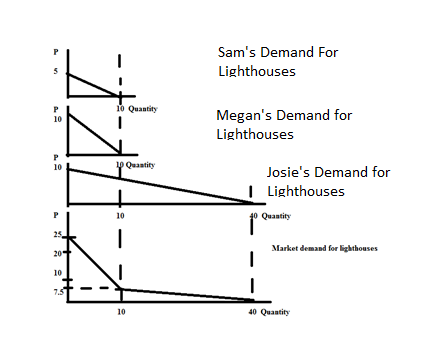 P
Sam's Demand For
Lighthouses
5
10 Quantity
P
10
Megan's Demand for
Lighthouses
P
10 Quantity
10
Josie's Demand for
Lighthouses
P
10
40 Quantity
25
Market demand for lighthouses
20
10
7.5
10
40 Quantity